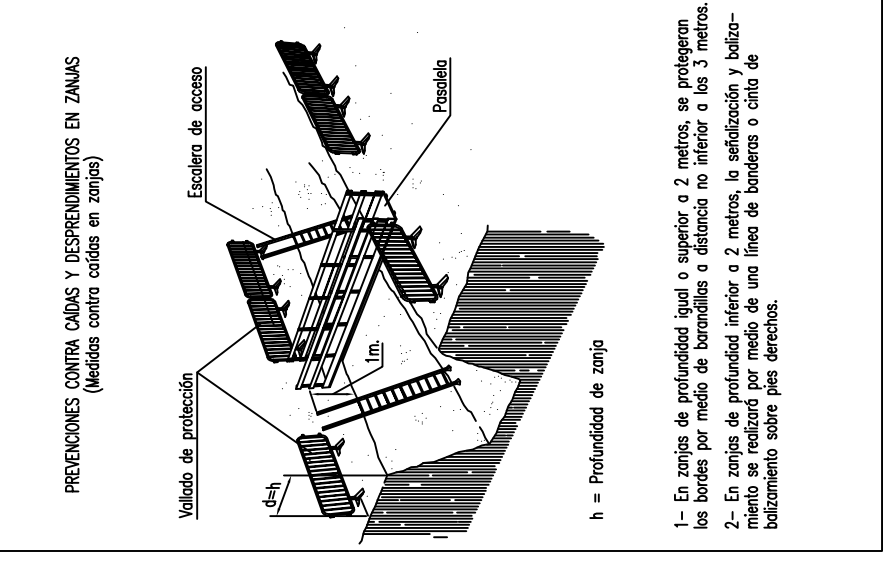 PREVENCIONES CONTRA CAÍDAS Y DESPRENDIMIENTOS EN ZANJAS
(Medidas contra caídas en zanjas)
Vallado de protección
Escalera de acceso
Pasalela
d=h
1m.
h = Profundidad de zanja
1- En zanjas de profundidad igual o superior a 2 metros, se protegeran
los bordes por medio de barandillas a distancia no inferior a los 3 metros.
2- En zanjas de profundiad inferior a 2 metros, la señalización y baliza-
miento se realizará por medio de una línea de banderas o cinta de
balizamiento sobre pies derechos.